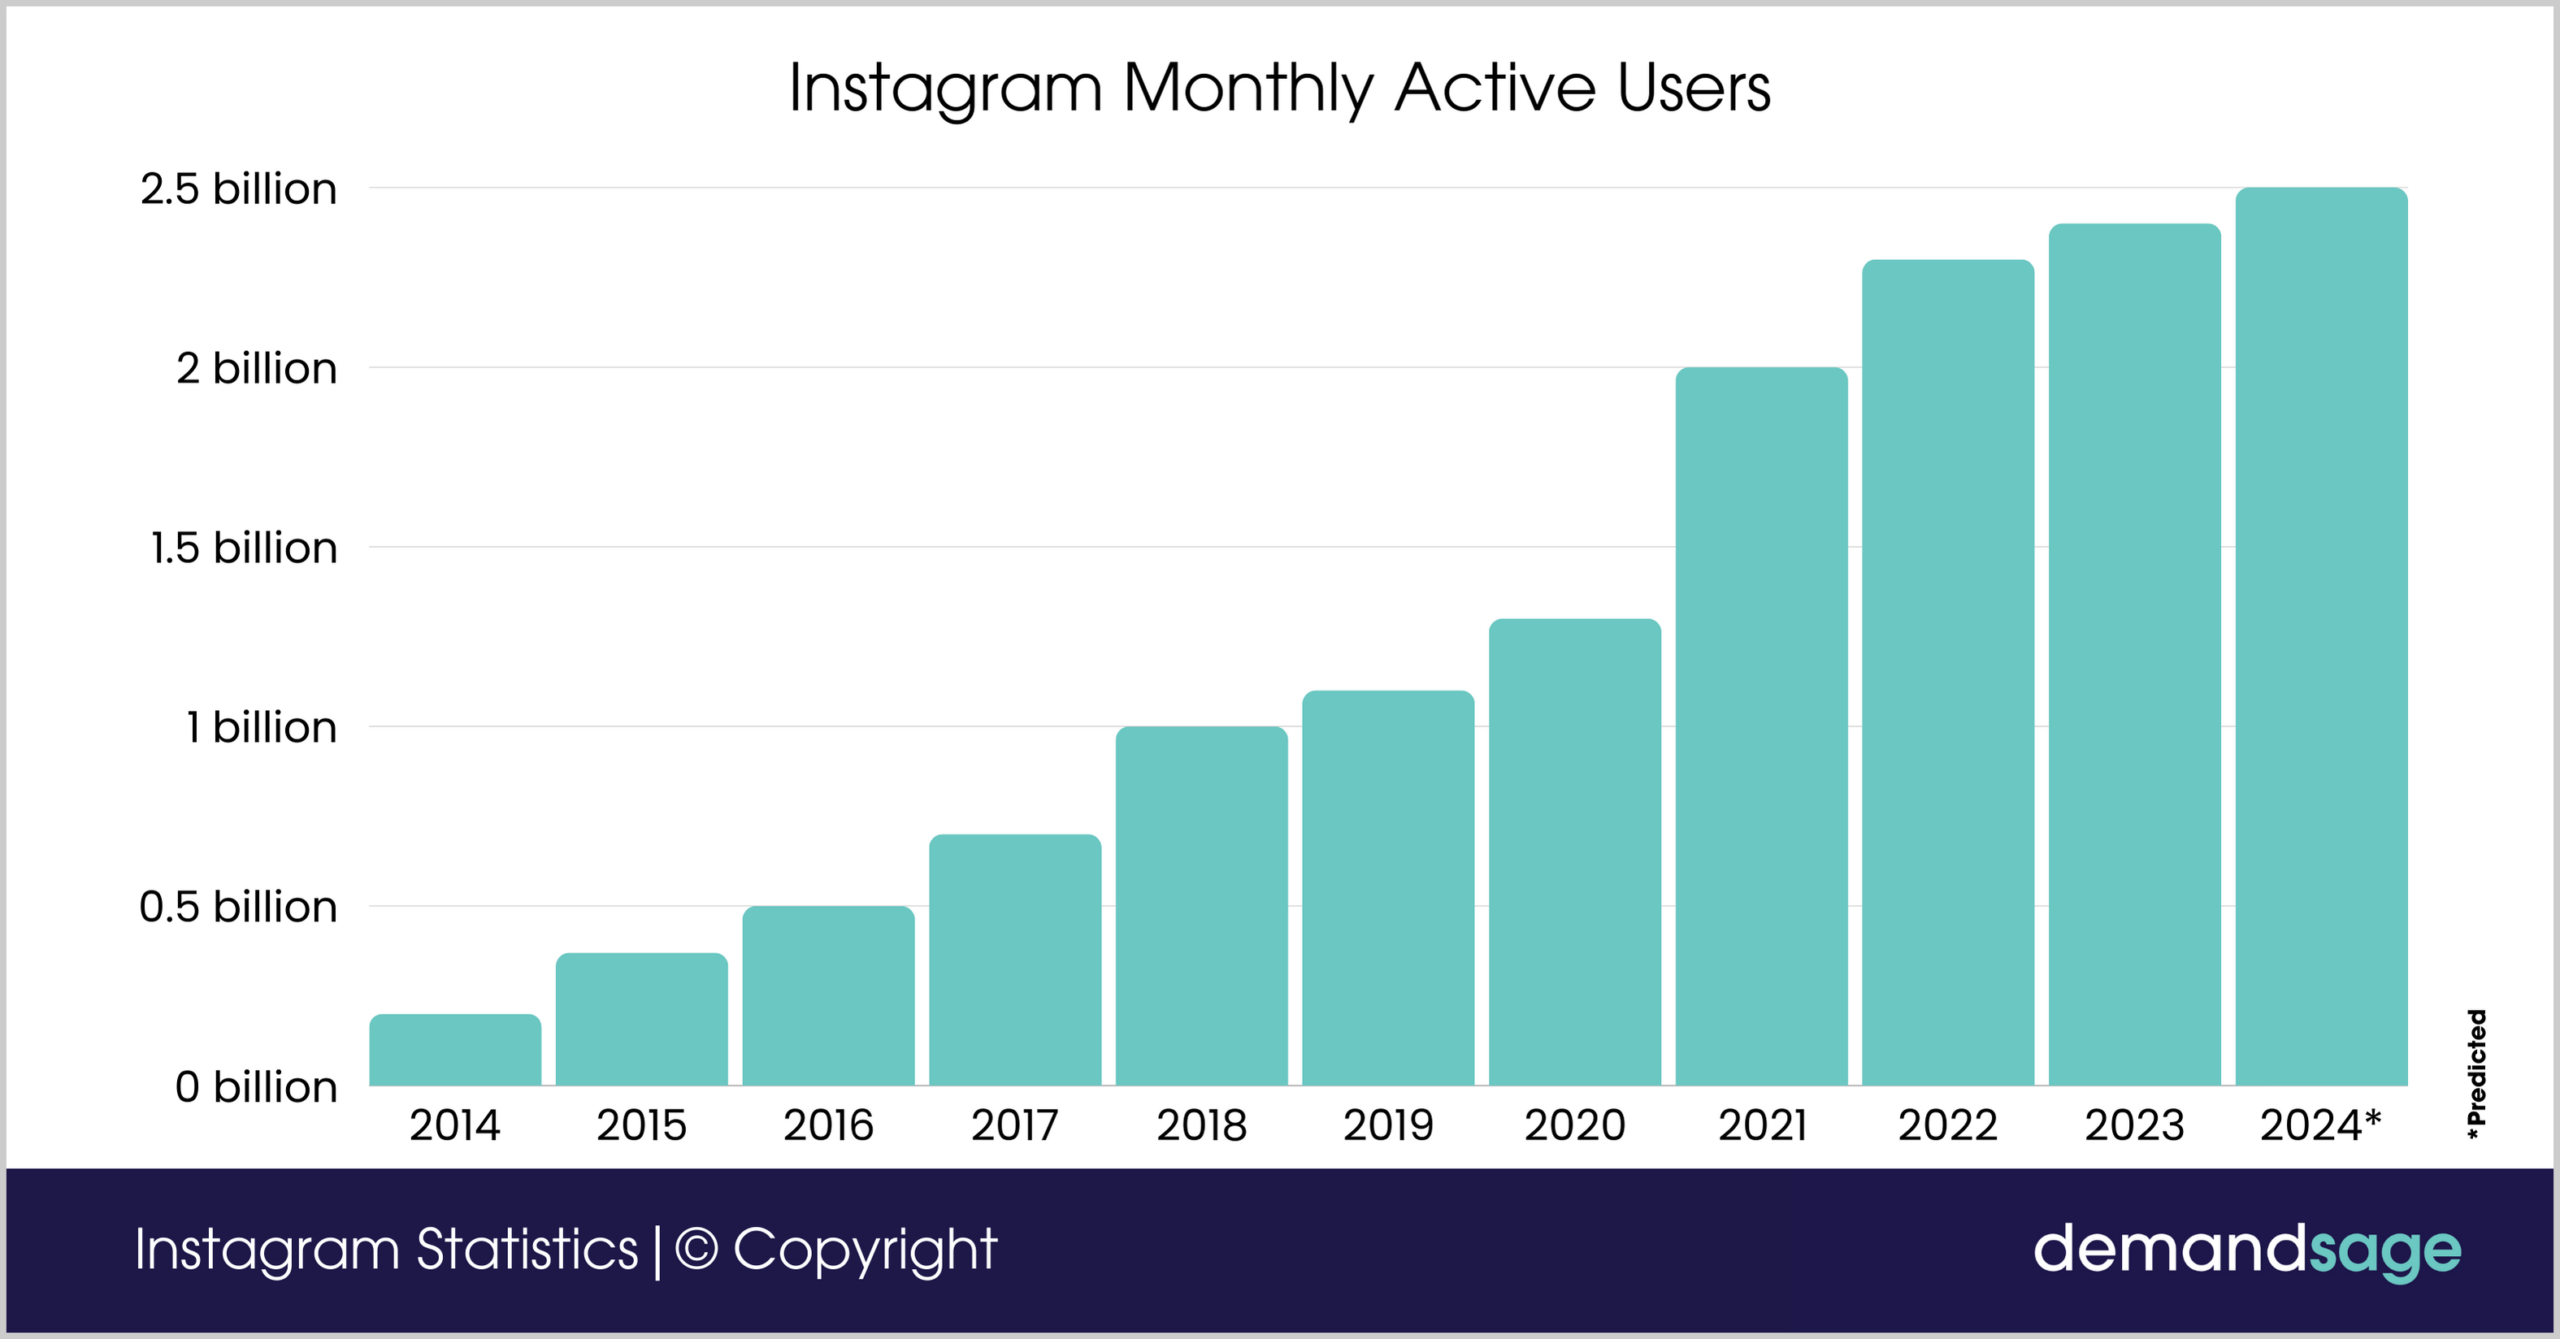 Instagram Monthly Active Users
2.5 billion
2 billion
1.5 billion
1 billion
0.5 billion
0 billion
2014 2015 2016 2017 2018 2019 2020 2021 2022 2023 2024*
*Predicted
Instagram Statistics | © Copyright
demandsage